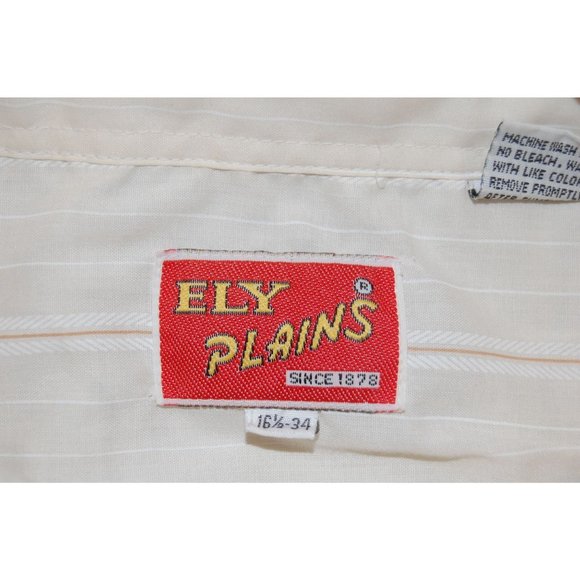 MACHINE WASH
NO BLEACH. WA
WITH LIKE COLO
REMOVE PROMPTL
ELY
PLAINS ®
SINCE 1878
16½-34